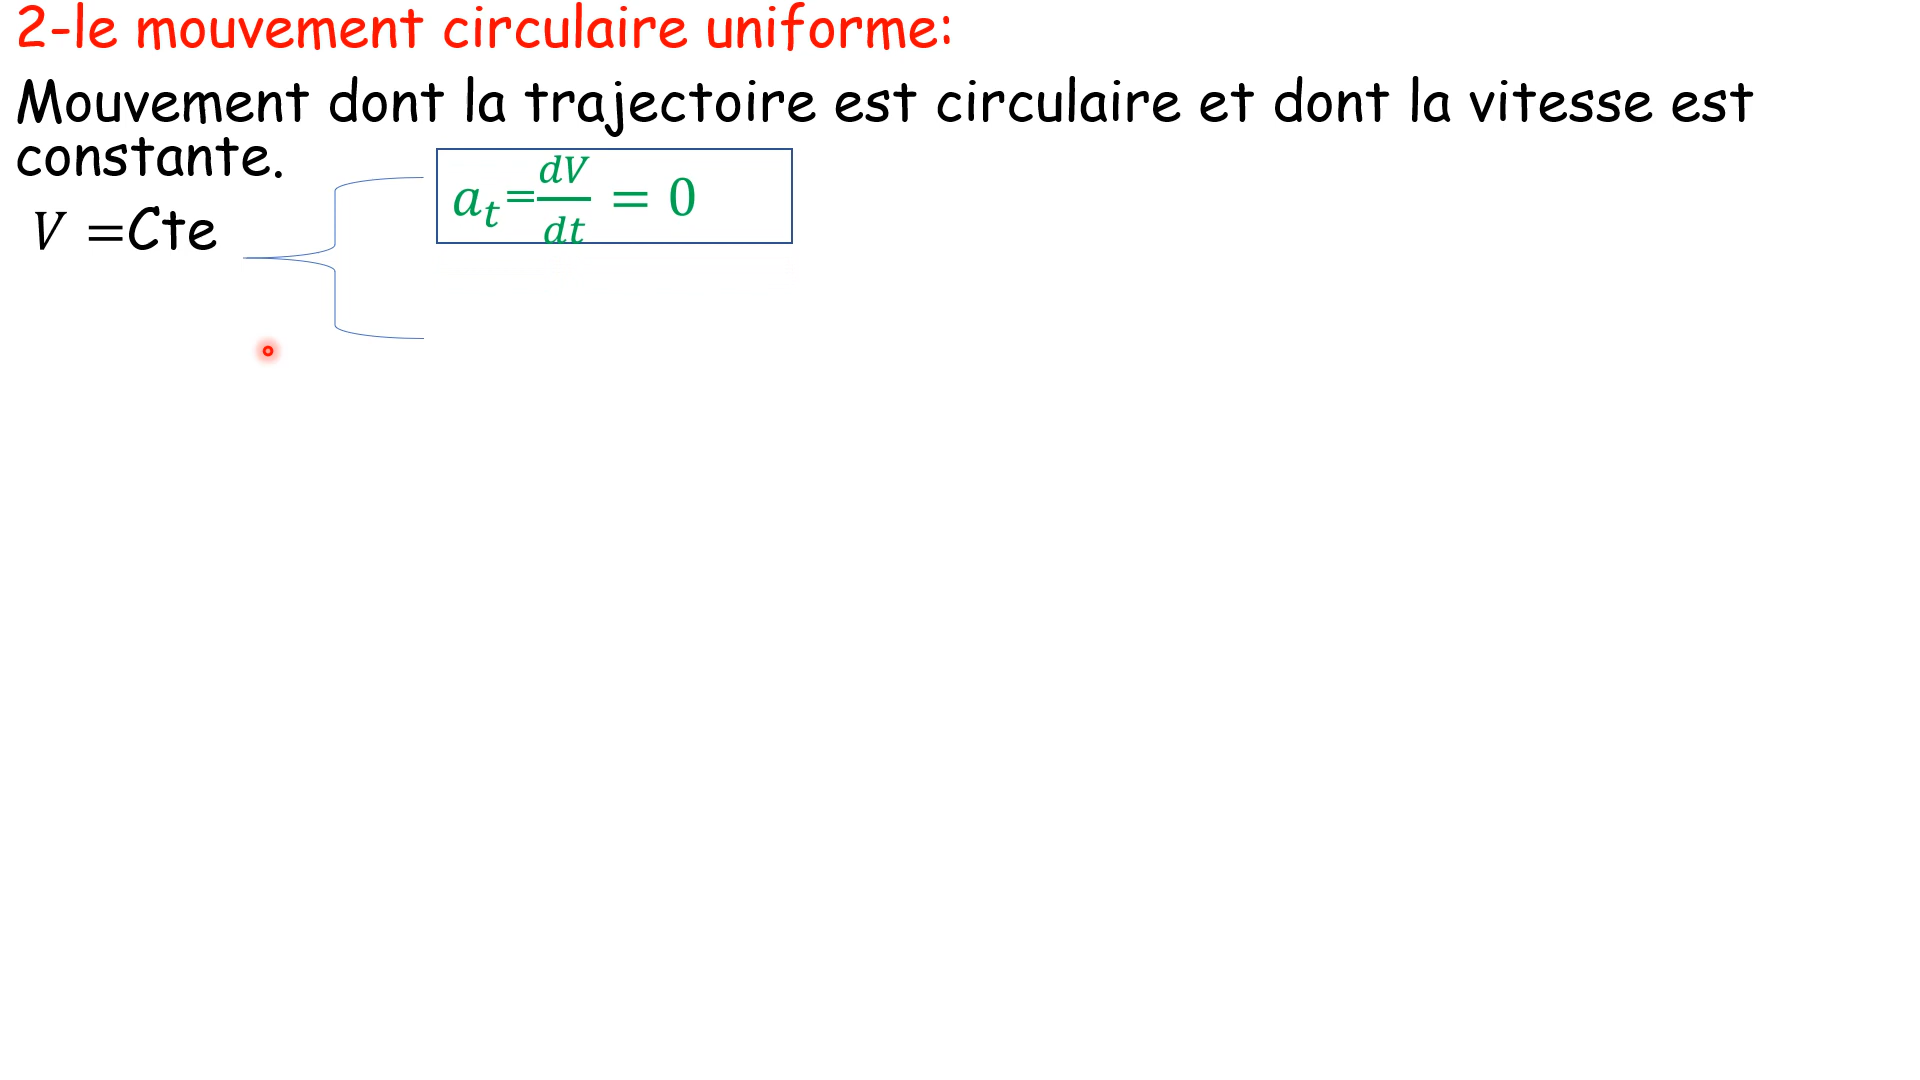 2-le mouvement circulaire uniforme:
Mouvement dont la trajectoire est circulaire et dont la vitesse est
constante.
a_t=dV/dt = 0
V =Cte